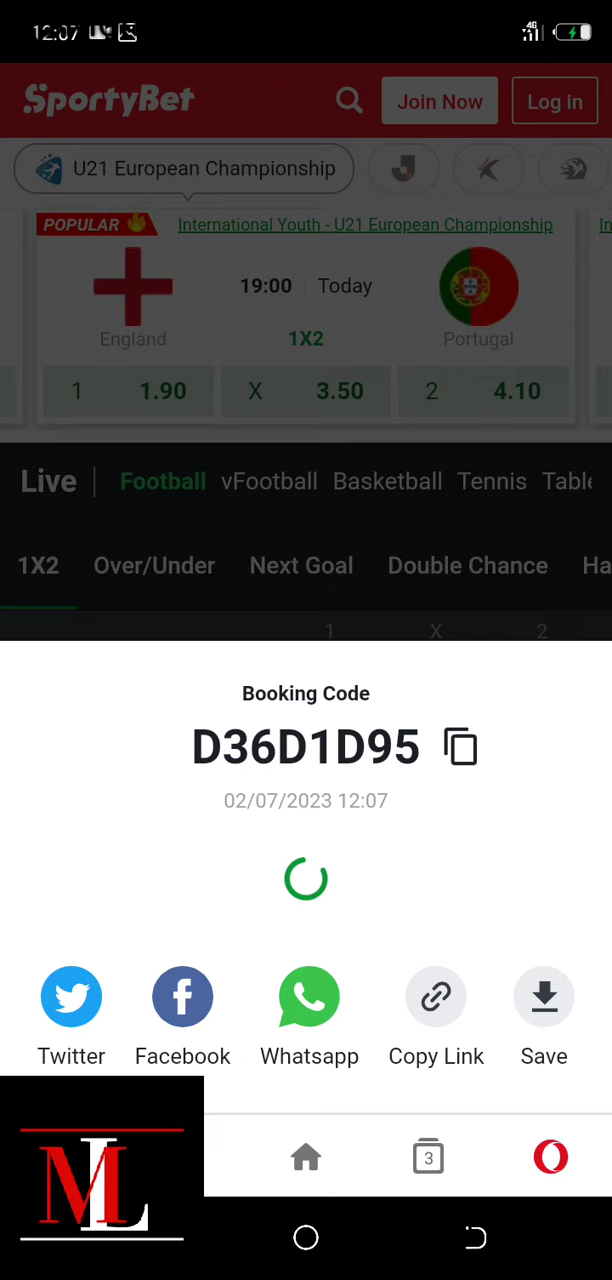 12:07
4G
SportyBet
Join Now
Log in
U21 European Championship
POPULAR
International Youth - U21 European Championship
In
19:00 Today
England
1X2
Portugal
1 1.90 X 3.50 2 4.10
Live Football vFootball Basketball Tennis Table
1X2 Over/Under Next Goal Double Chance Ha
1 X 2
Booking Code
D36D1D95
02/07/2023 12:07
Twitter Facebook Whatsapp Copy Link Save
3
ML